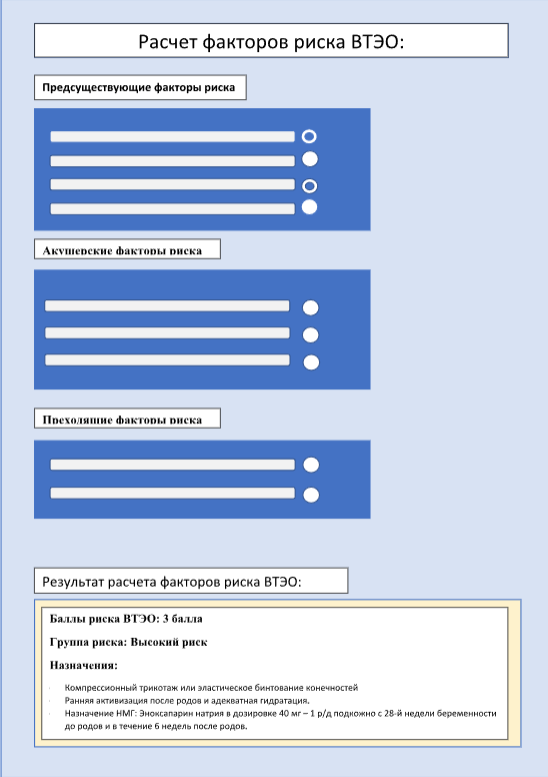 Расчет факторов риска ВТЭО:
Предсуществующие факторы риска
Акушерские факторы риска
Преходящие факторы риска
Результат расчета факторов риска ВТЭО:
Баллы риска ВТЭО: 3 балла
Группа риска: Высокий риск
Назначения:
Компрессионный трикотаж или эластическое бинтование конечностей
Ранняя активизация после родов и адекватная гидратация.
Назначение НМГ: Эноксапарин натрия в дозировке 40 мг – 1 р/д подкожно с 28-й недели беременности
до родов и в течение 6 недель после родов.